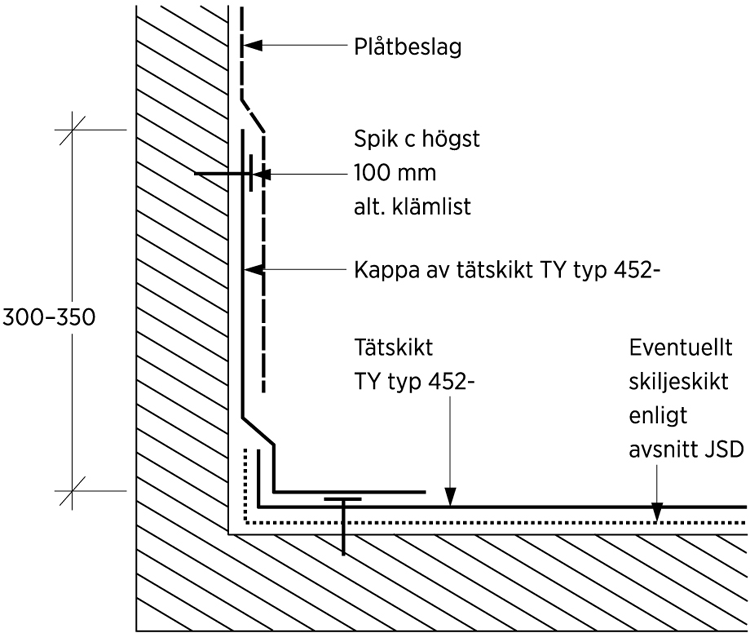 Plåtbeslag
Spik c högst
100 mm
alt. klämlist
Kappa av tätskikt TY typ 452-
300–350
Tätskikt
TY typ 452-
Eventuellt
skiljeskikt
enligt
avsnitt JSD